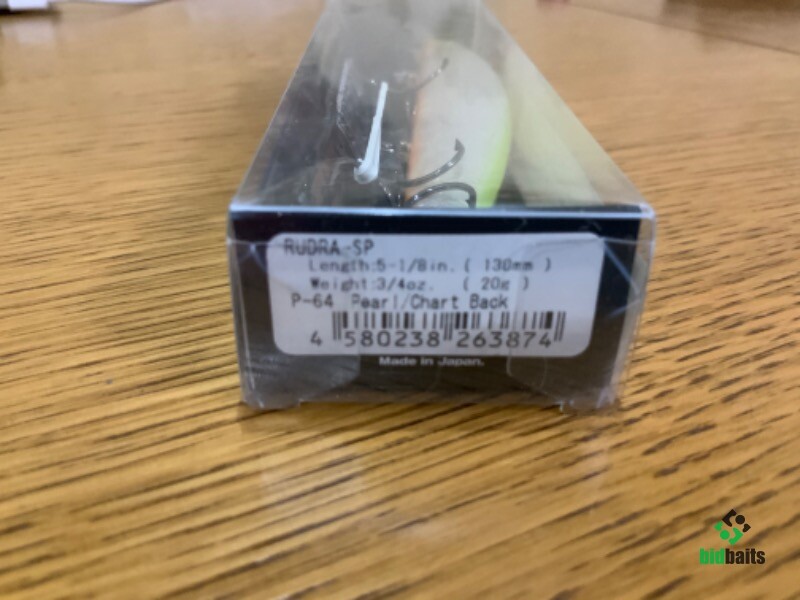 RUDRA-SP
Length:5-1/8in. ( 130mm )
Weight:3/4oz. ( 20g )
P-64 Pearl/Chart Back
4 580238 263874
Made in Japan.
bidbaits